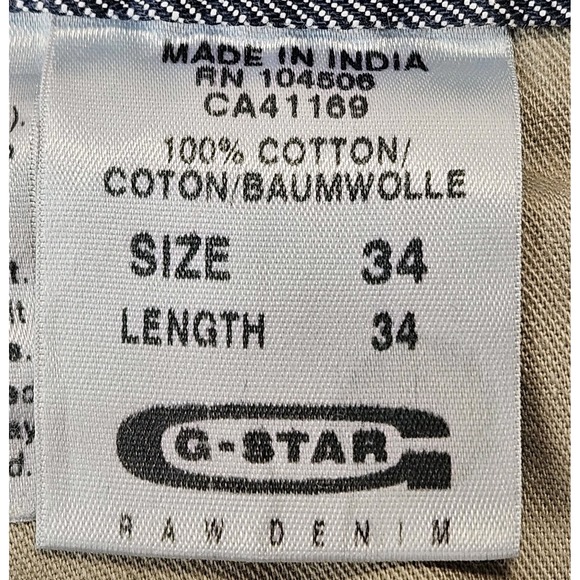 MADE IN INDIA
RN 104506
CA41169
100% COTTON/
COTON/BAUMWOLLE
SIZE 34
LENGTH 34
G-STAR
RAW DENIM